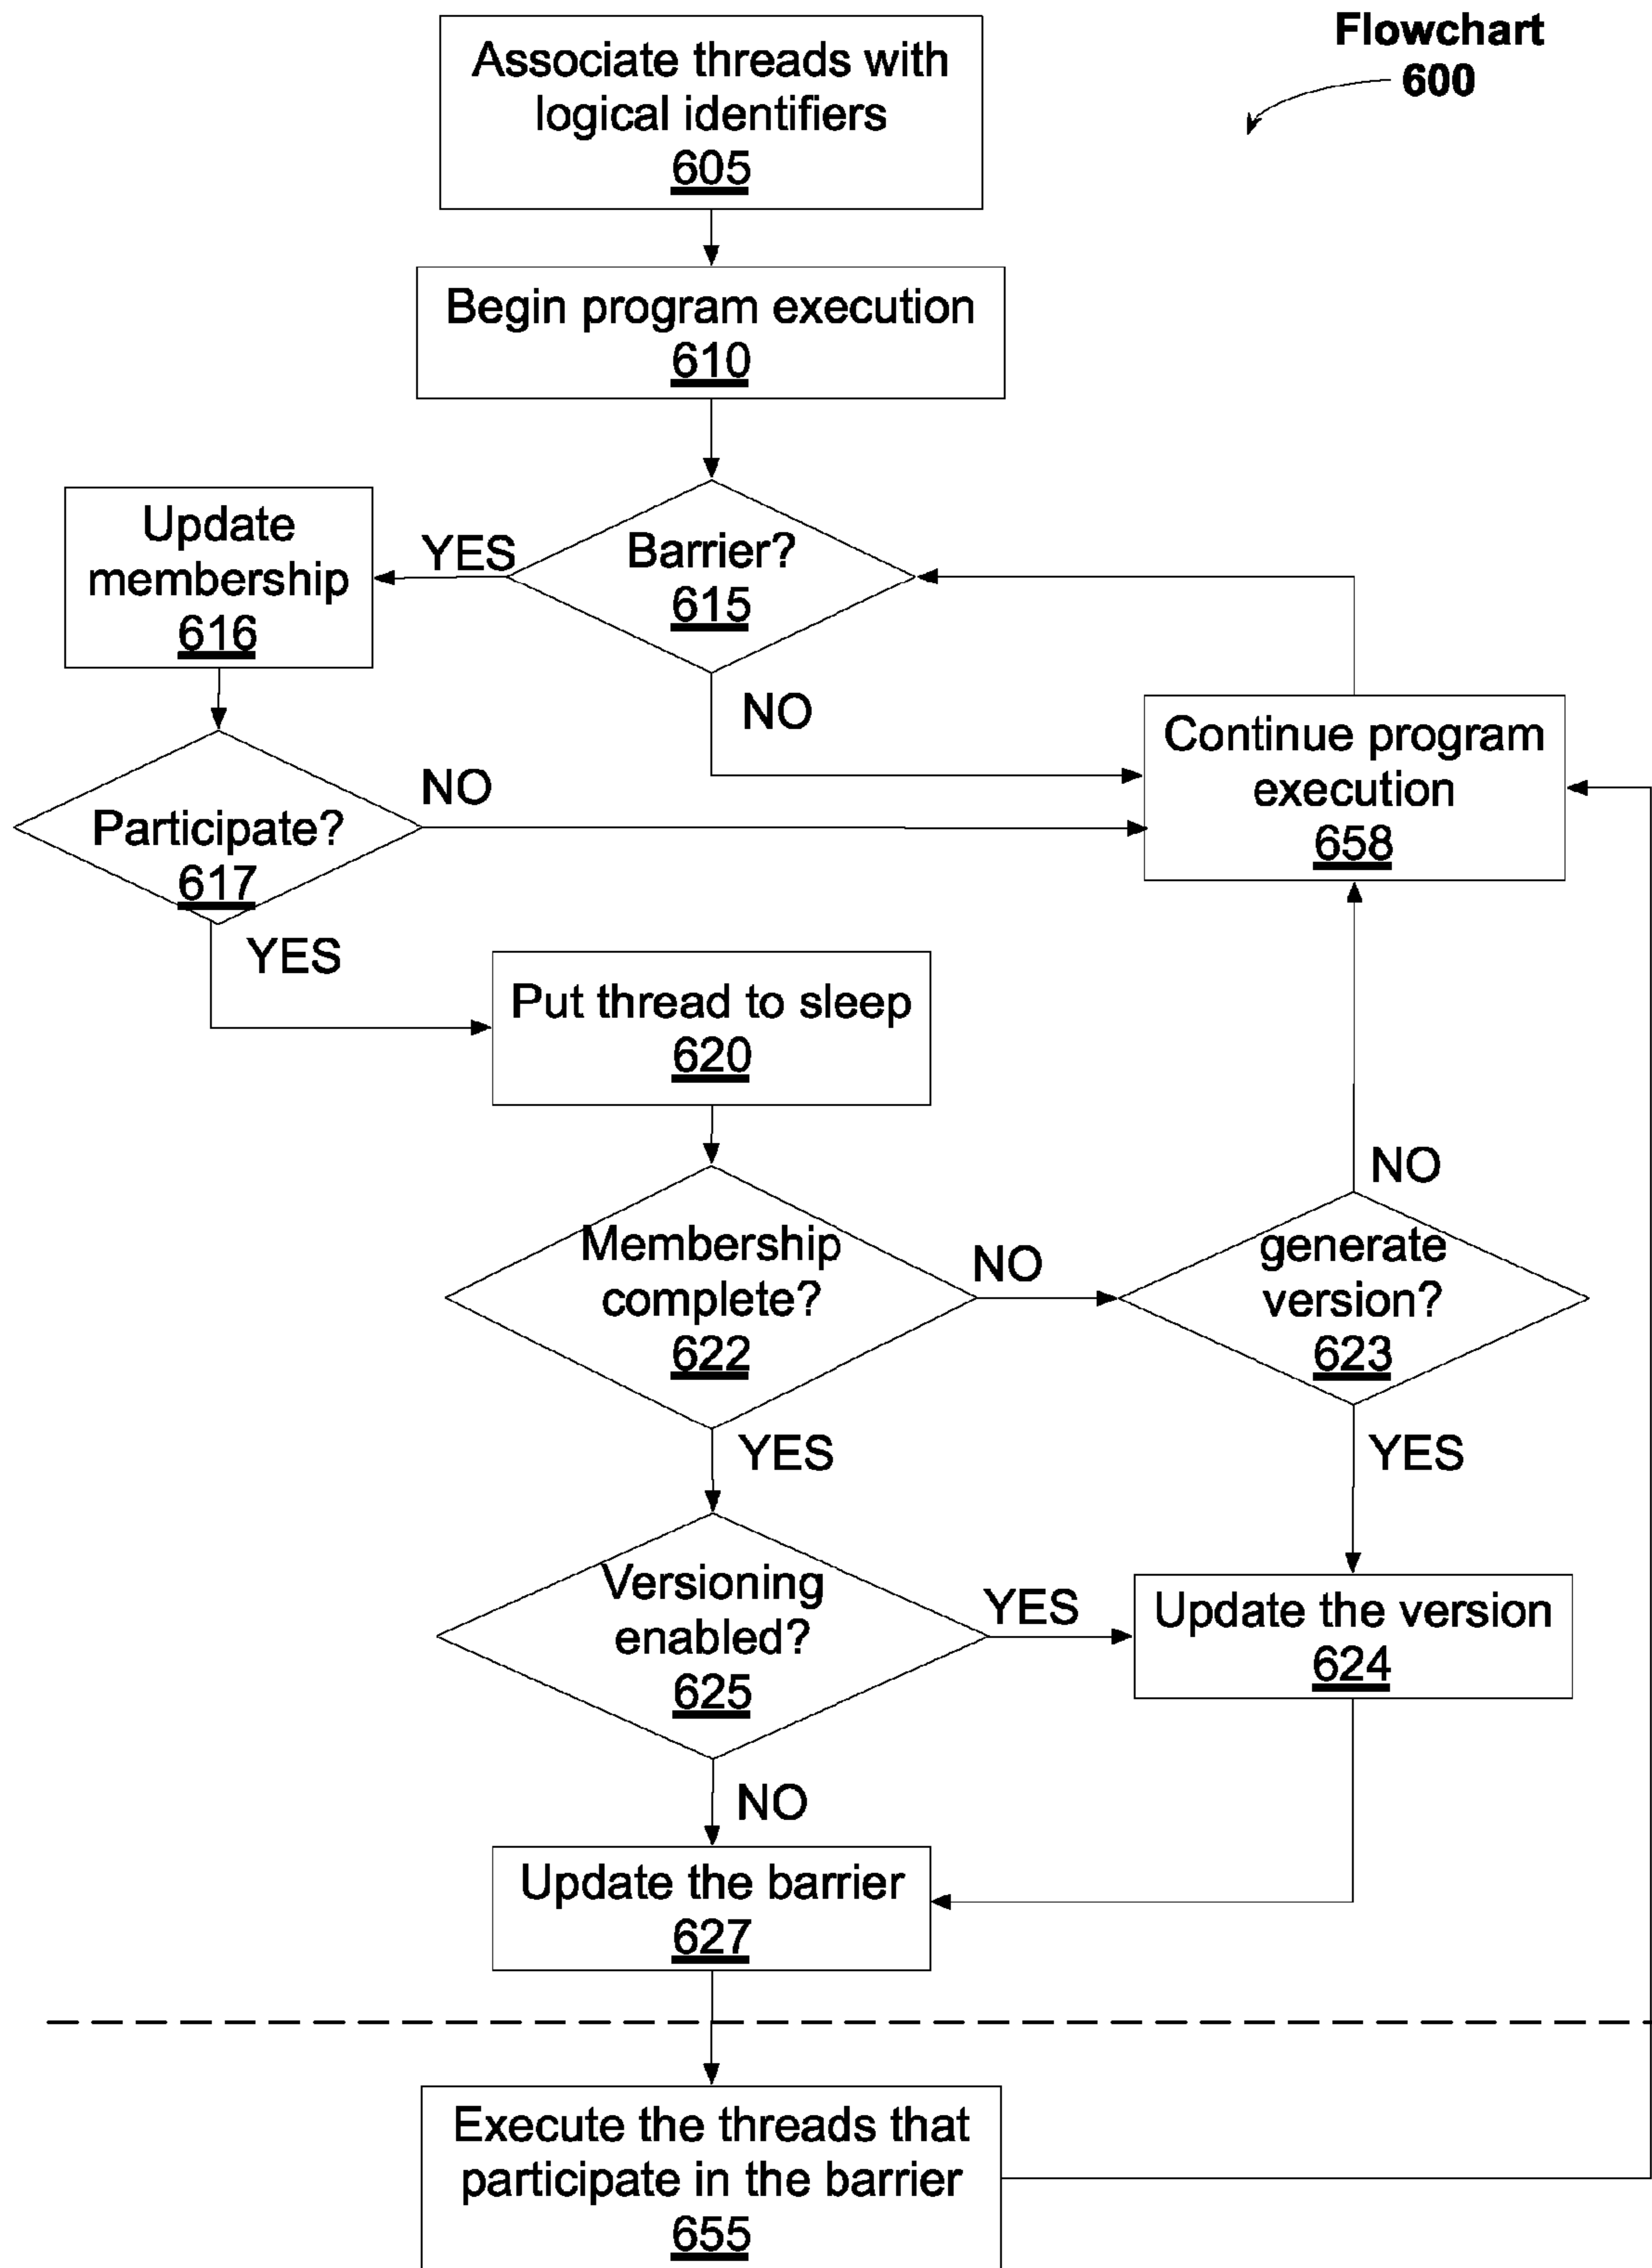 Flowchart
600
Associate threads with
logical identifiers
605
Begin program execution
610
Barrier?
615
YES
NO
Update
membership
616
Participate?
617
NO
YES
Continue program
execution
658
Put thread to sleep
620
Membership
complete?
622
NO
YES
generate
version?
623
NO
YES
Versioning
enabled?
625
YES
NO
Update the version
624
Update the barrier
627
Execute the threads that
participate in the barrier
655